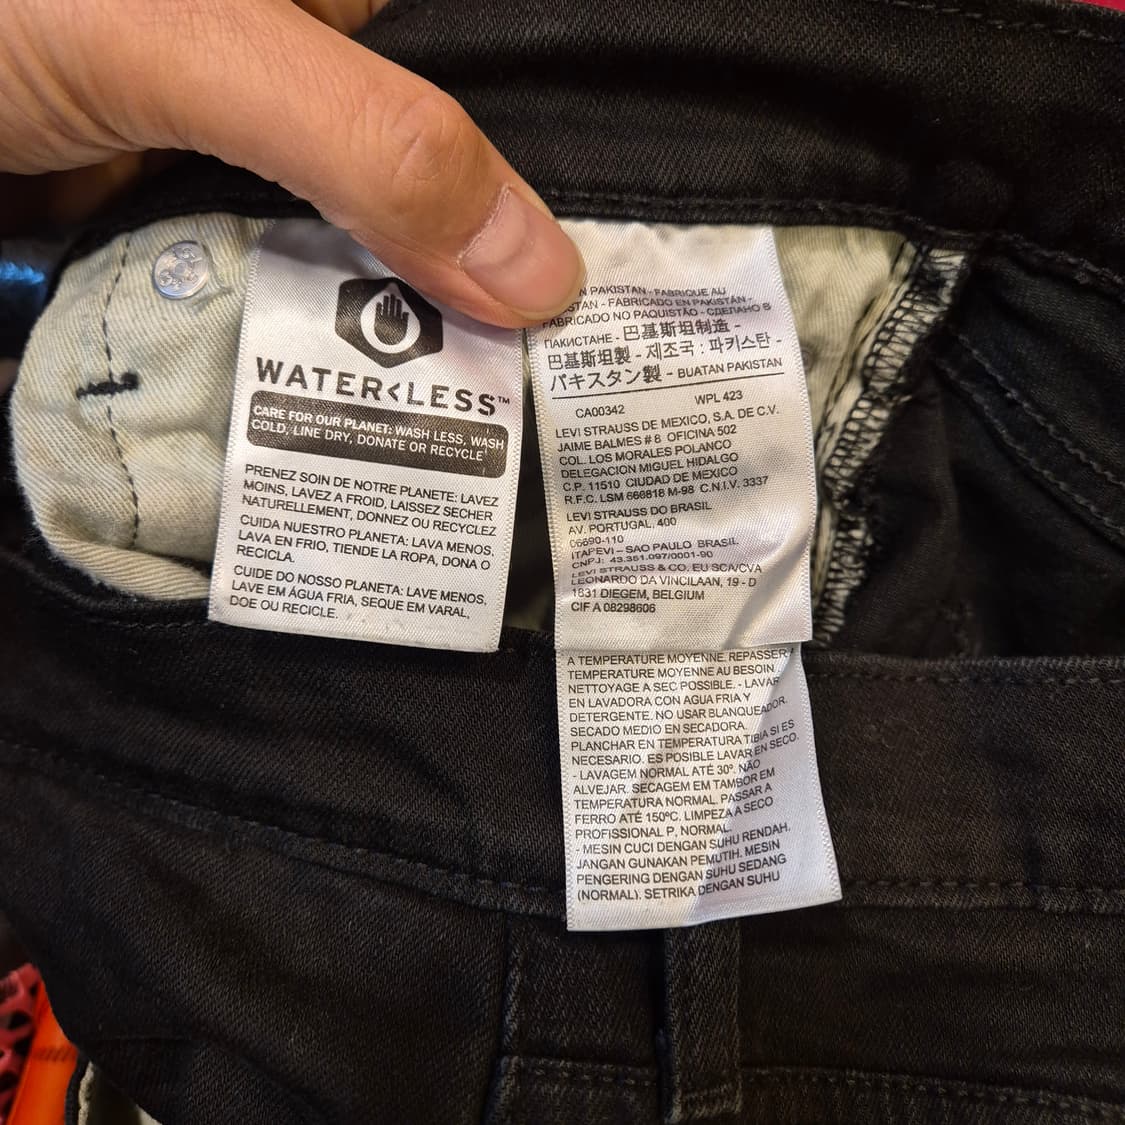 WATER<LESS™
CARE FOR OUR PLANET: WASH LESS, WASH
COLD, LINE DRY, DONATE OR RECYCLE
PRENEZ SOIN DE NOTRE PLANETE: LAVEZ
MOINS, LAVEZ A FROID, LAISSEZ SECHER
NATURELLEMENT, DONNEZ OU RECYCLEZ
CUIDA NUESTRO PLANETA: LAVA MENOS,
LAVA EN FRIO, TIENDE LA ROPA, DONA O
RECICLA.
CUIDE DO NOSSO PLANETA: LAVE MENOS,
LAVE EM ÁGUA FRIA, SEQUE EM VARAL,
DOE OU RECICLE.
N PAKISTAN - FABRIQUE AU
STAN - FABRICADO EN PAKISTÁN -
FABRICADO NO PAQUISTÃO - СДЕЛАНО В
ПАКИСТАНЕ - 巴基斯坦制造 -
巴基斯坦製 - 제조국 : 파키스탄 -
パキスタン製 - BUATAN PAKISTAN
CA00342 WPL 423
LEVI STRAUSS DE MEXICO, S.A. DE C.V.
JAIME BALMES # 8 OFICINA 502
COL. LOS MORALES POLANCO
DELEGACION MIGUEL HIDALGO
C.P. 11510 CIUDAD DE MEXICO
R.F.C. LSM 660818 M-98 C.N.I.V. 3337
LEVI STRAUSS DO BRASIL
AV. PORTUGAL, 400
06690-110
ITAPEVI – SAO PAULO BRASIL
CNPJ: 43.351.097/0001-90
LEVI STRAUSS & CO. EU SCA/CVA
LEONARDO DA VINCILAAN, 19 - D
1831 DIEGEM, BELGIUM
CIF A 08298606
A TEMPERATURE MOYENNE. REPASSER
TEMPERATURE MOYENNE AU BESOIN.
NETTOYAGE A SEC POSSIBLE. - LAVAR
EN LAVADORA CON AGUA FRIA Y
DETERGENTE. NO USAR BLANQUEADOR.
SECADO MEDIO EN SECADORA.
PLANCHAR EN TEMPERATURA TIBIA SI ES
NECESARIO. ES POSIBLE LAVAR EN SECO.
- LAVAGEM NORMAL ATÉ 30º. NÃO
ALVEJAR. SECAGEM EM TAMBOR EM
TEMPERATURA NORMAL. PASSAR A
FERRO ATÉ 150ºC. LIMPEZA A SECO
PROFISSIONAL P, NORMAL.
- MESIN CUCI DENGAN SUHU RENDAH.
JANGAN GUNAKAN PEMUTIH. MESIN
PENGERING DENGAN SUHU SEDANG
(NORMAL). SETRIKA DENGAN SUHU